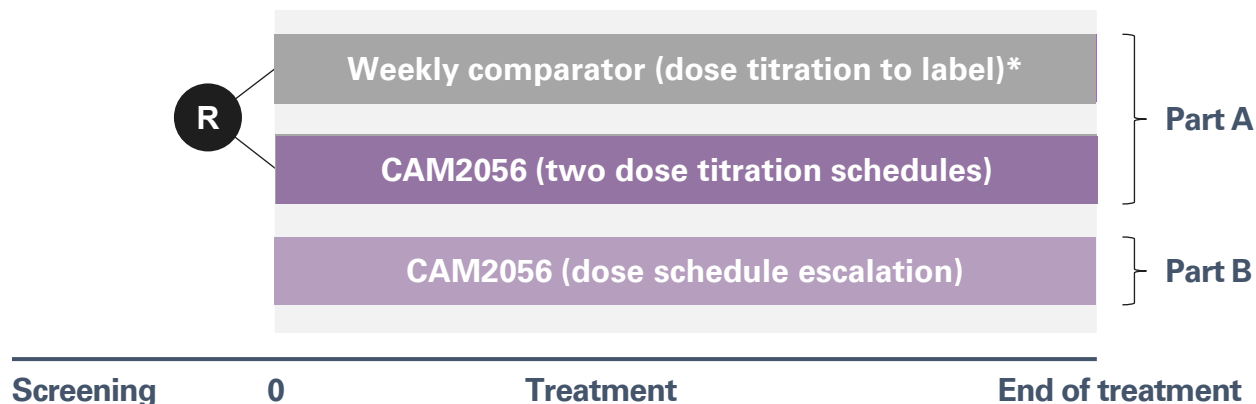 Weekly comparator (dose titration to label)*
R
Part A
CAM2056 (two dose titration schedules)
CAM2056 (dose schedule escalation)
Part B
Screening 0 Treatment End of treatment